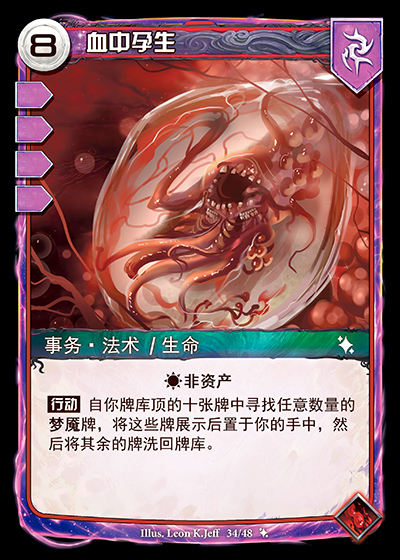 8
血中孕生
事务·法术 / 生命
非资产
行动 自你牌库顶的十张牌中寻找任意数量的
梦魇牌，将这些牌展示后置于你的手中，然
后将其余的牌洗回牌库。
Illus. Leon K.Jeff 34/48